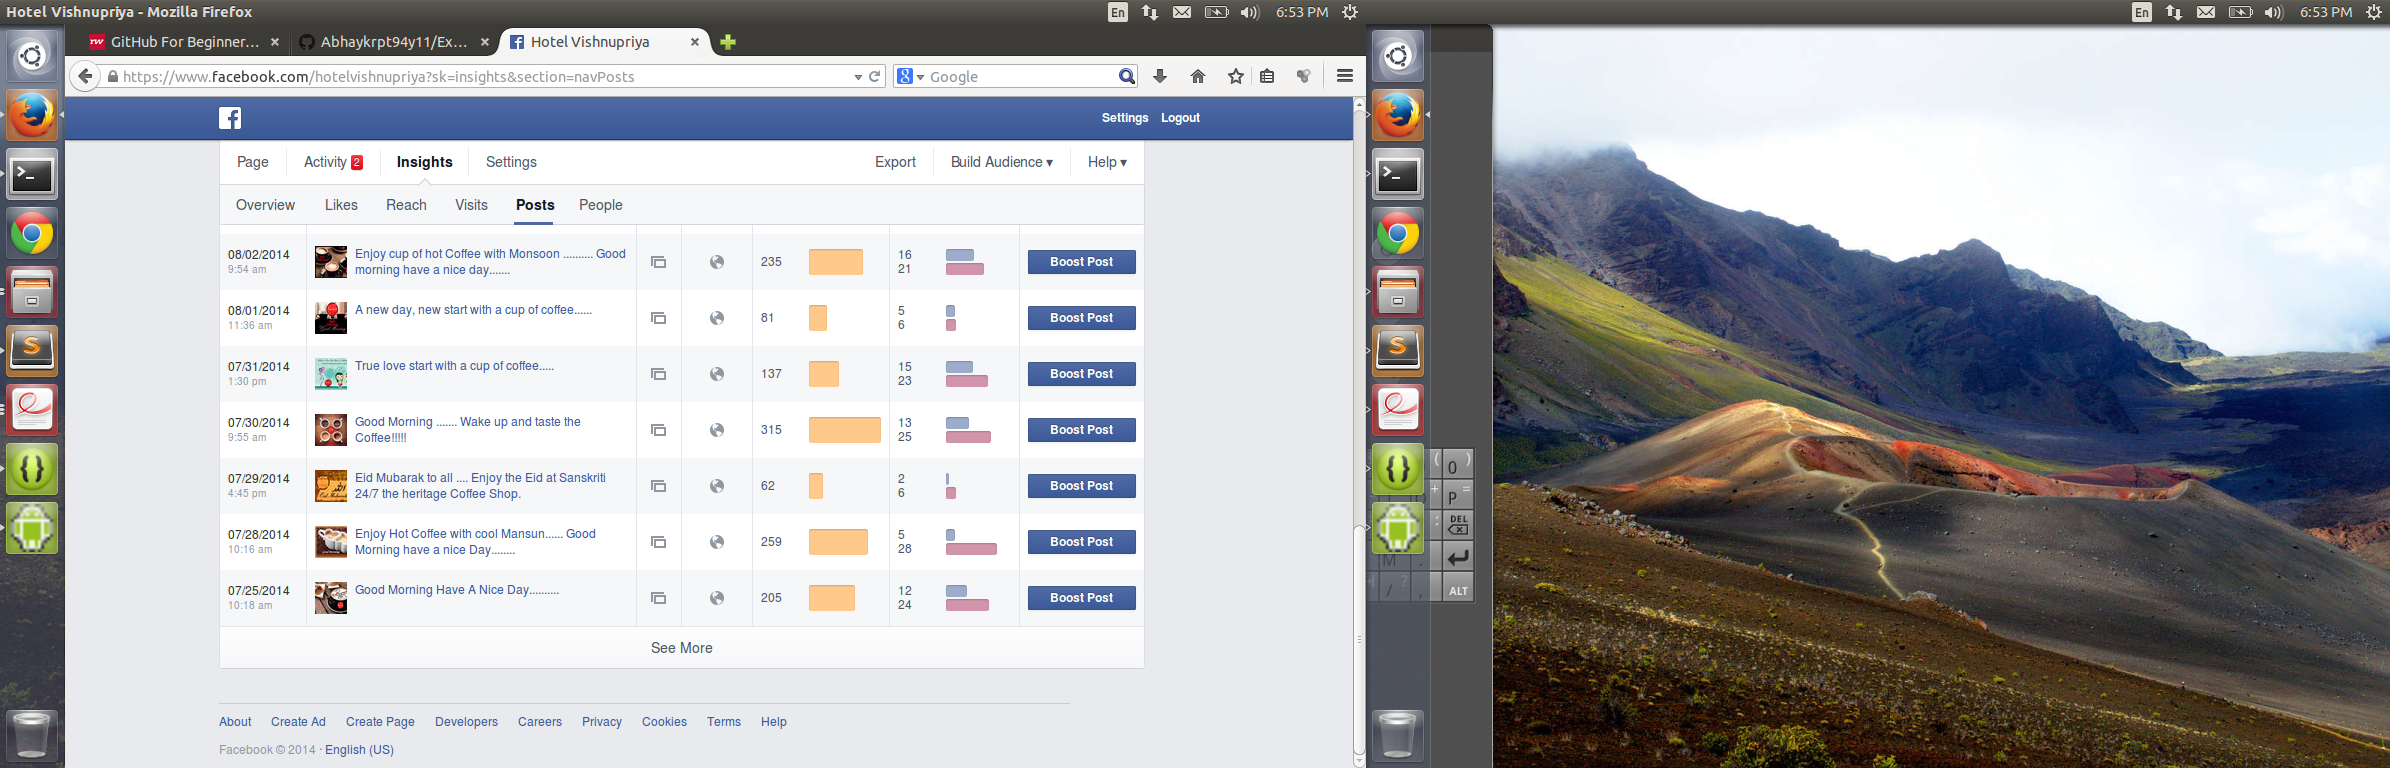 Hotel Vishnupriya - Mozilla Firefox
En
6:53 PM
En
6:53 PM
GitHub For Beginner...
Abhaykrpt94y11/Ex...
Hotel Vishnupriya
https://www.facebook.com/hotelvishnupriya?sk=insights&section=navPosts
Google
Settings
Logout
Page
Activity 2
Insights
Settings
Export
Build Audience
Help
Overview
Likes
Reach
Visits
Posts
People
08/02/2014
9:54 am
Enjoy cup of hot Coffee with Monsoon .......... Good
morning have a nice day.......
235
16
21
Boost Post
08/01/2014
11:36 am
A new day, new start with a cup of coffee......
81
5
6
Boost Post
07/31/2014
1:30 pm
True love start with a cup of coffee.....
137
15
23
Boost Post
07/30/2014
9:55 am
Good Morning ....... Wake up and taste the
Coffee!!!!!
315
13
25
Boost Post
07/29/2014
4:45 pm
Eid Mubarak to all .... Enjoy the Eid at Sanskriti
24/7 the heritage Coffee Shop.
62
2
6
Boost Post
07/28/2014
10:16 am
Enjoy Hot Coffee with cool Mansun...... Good
Morning have a nice Day........
259
5
28
Boost Post
07/25/2014
10:18 am
Good Morning Have A Nice Day..........
205
12
24
Boost Post
See More
About
Create Ad
Create Page
Developers
Careers
Privacy
Cookies
Terms
Help
Facebook © 2014 · English (US)
( 0 )
+ P =
: DEL
M .
/ ? , ALT